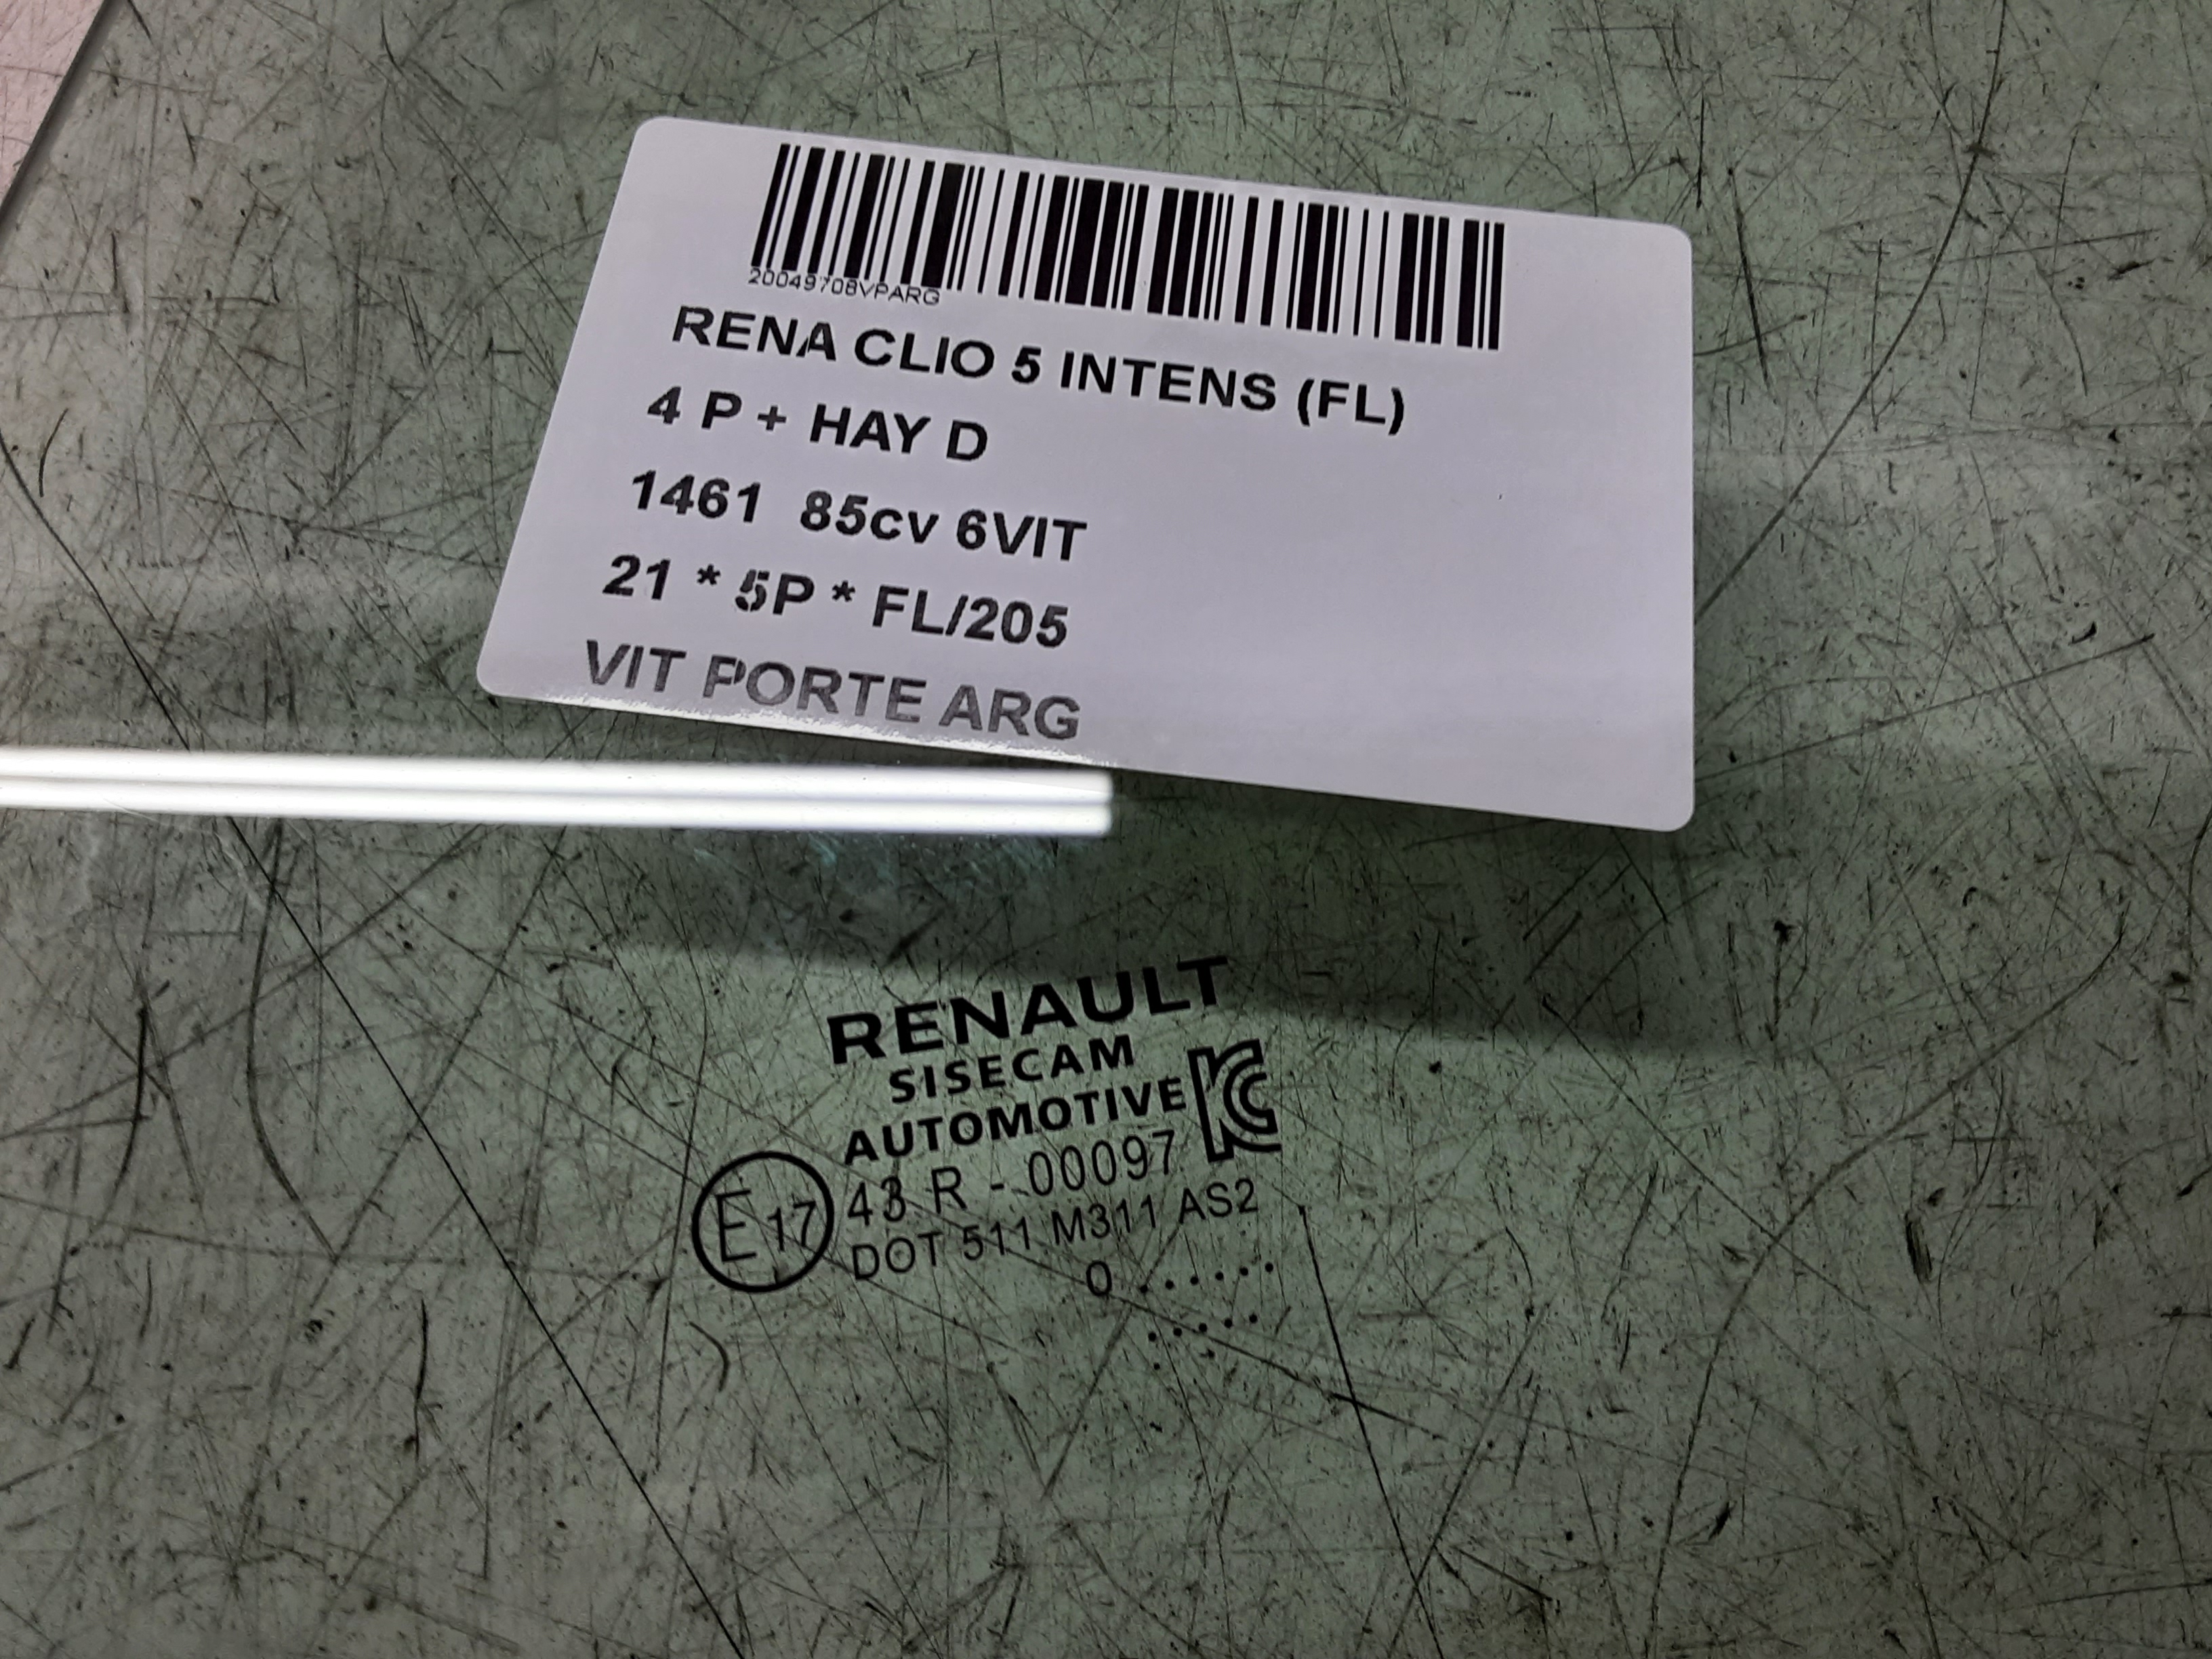 20049708VPARG
RENA CLIO 5 INTENS (FL)
4 P + HAY D
1461 85cv 6VIT
21 * 5P * FL/205
VIT PORTE ARG
RENAULT
SISECAM
AUTOMOTIVE
KC
E 17
43 R - 00097
DOT 511 M311 AS2
0 . . . . . .
. . . . .
.